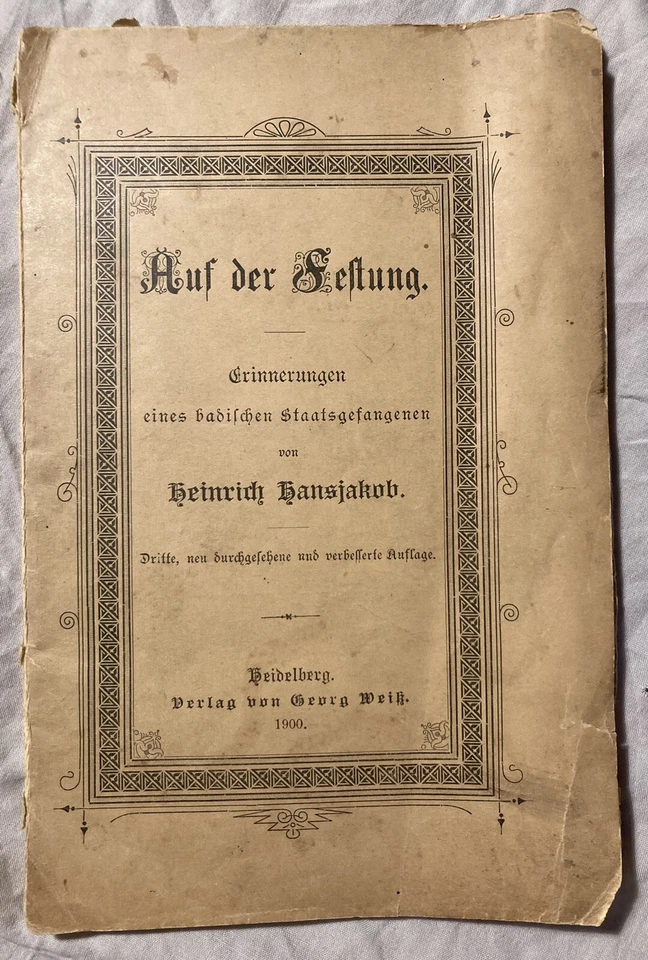 Auf der Festung.
Erinnerungen
eines badischen Staatsgefangenen
von
Heinrich Hansjakob.
Dritte, neu durchgesehene und verbesserte Auflage.
Heidelberg.
Verlag von Georg Weiß.
1900.